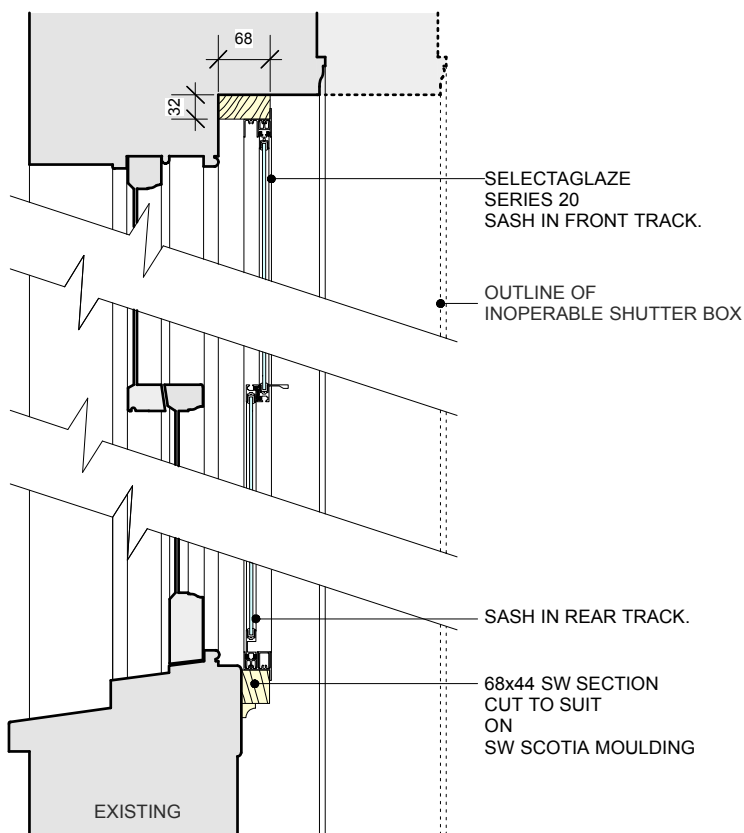 68
32
SELECTAGLAZE
SERIES 20
SASH IN FRONT TRACK.
OUTLINE OF
INOPERABLE SHUTTER BOX
SASH IN REAR TRACK.
68x44 SW SECTION
CUT TO SUIT
ON
SW SCOTIA MOULDING
EXISTING